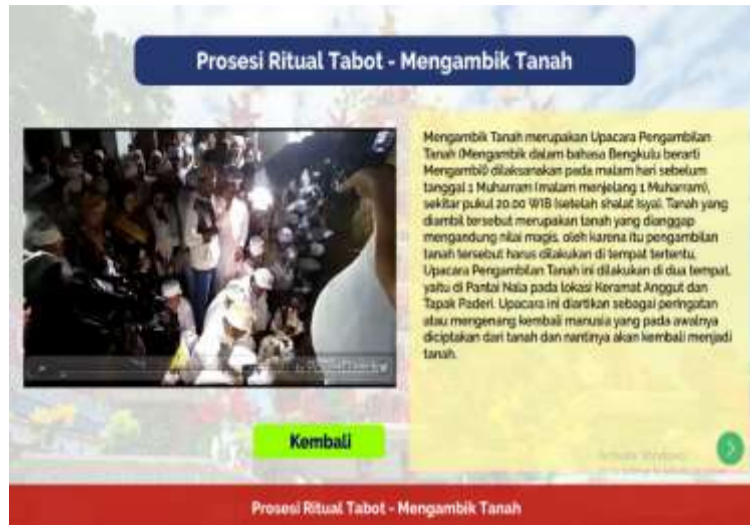 Prosesi Ritual Tabot - Mengambik Tanah
Mengambik Tanah merupakan Upacara Pengambilan
Tanah (Mengambik dalam bahasa Bengkulu berarti
Mengambil) dilaksanakan pada malam hari sebelum
tanggal 1 Muharram (malam menjelang 1 Muharram),
sekitar pukul 20.00 WIB (setelah shalat Isya). Tanah yang
diambil tersebut merupakan tanah yang dianggap
mengandung nilai magis, oleh karena itu pengambilan
tanah tersebut harus dilakukan di tempat tertentu.
Upacara Pengambilan Tanah ini dilakukan di dua tempat,
yaitu di Pantai Nala pada lokasi Keramat Anggut dan
Tapak Paderi. Upacara ini diartikan sebagai peringatan
atau mengenang kembali manusia yang pada awalnya
diciptakan dari tanah dan nantinya akan kembali menjadi
tanah.
Kembali
Activate Windows
Prosesi Ritual Tabot - Mengambik Tanah